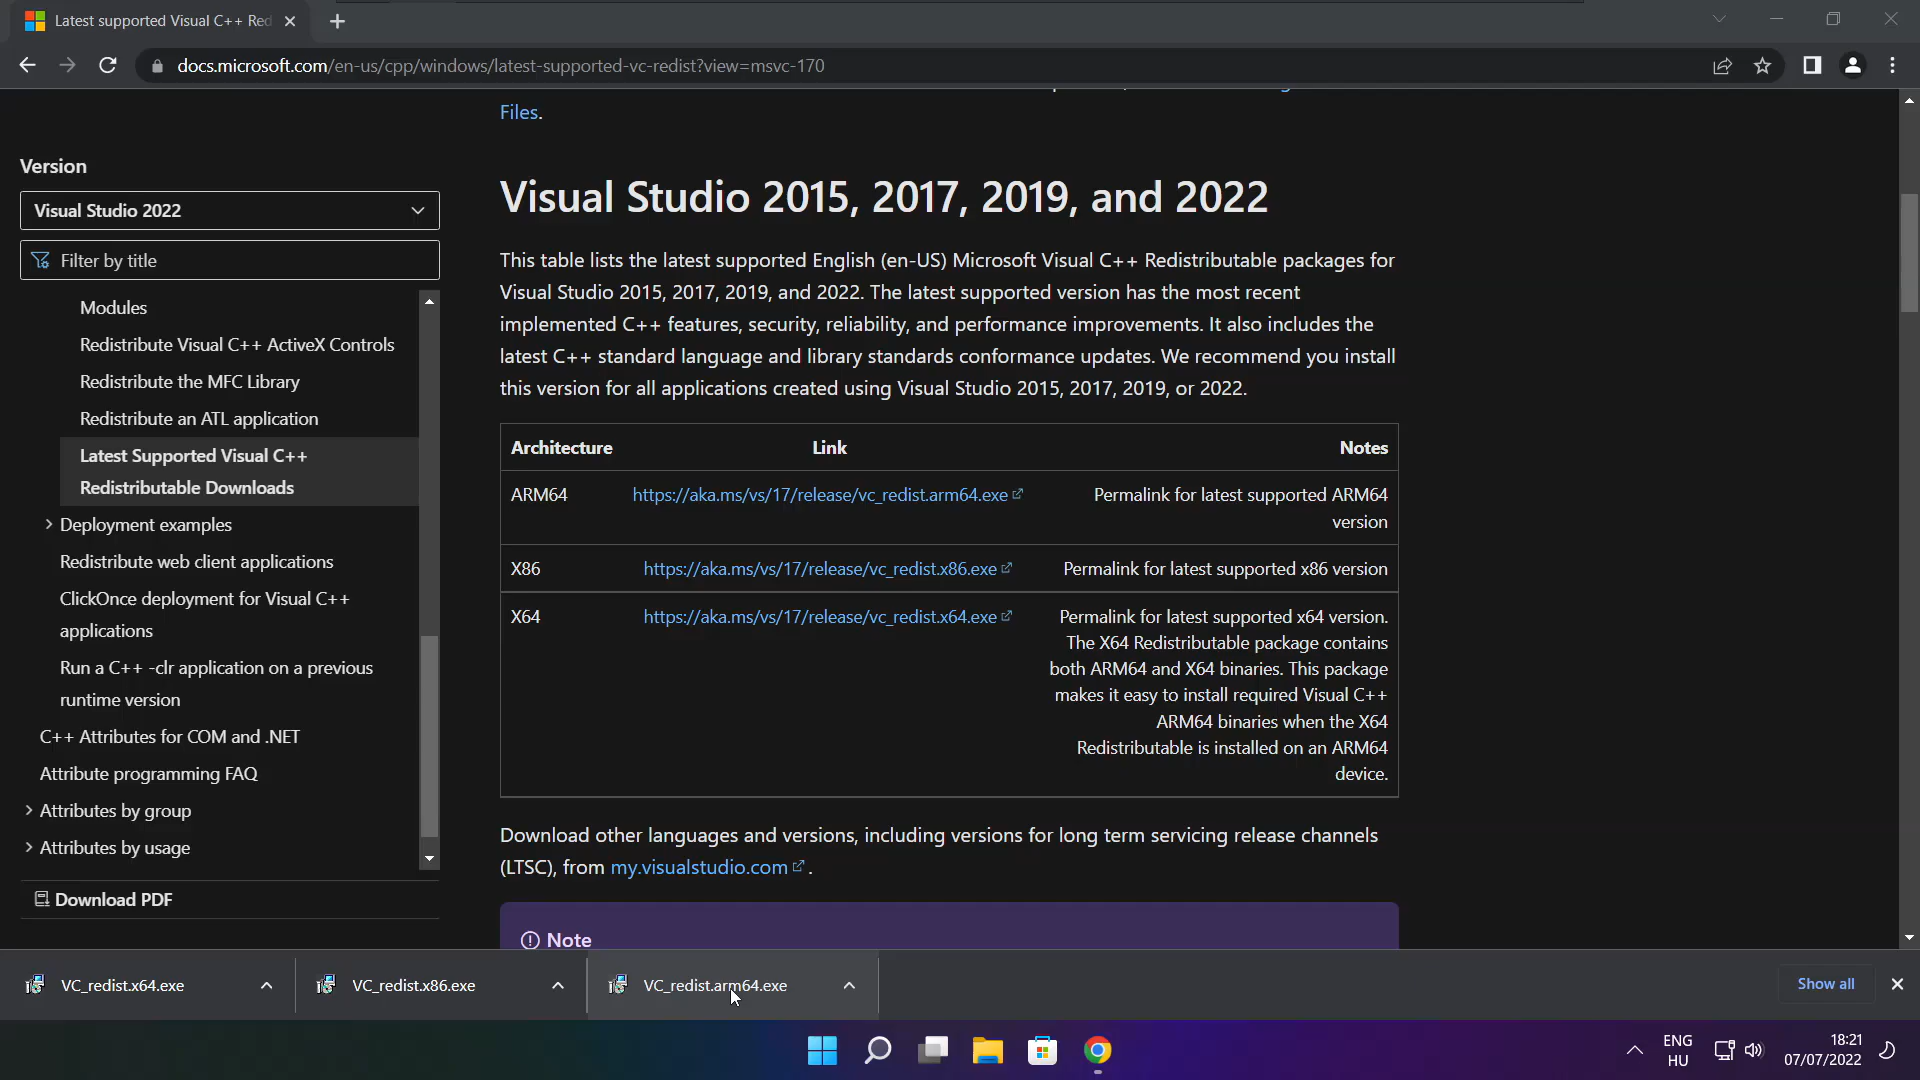 Latest supported Visual C++ Red
docs.microsoft.com/en-us/cpp/windows/latest-supported-vc-redist?view=msvc-170
Files.
Version
Visual Studio 2022
Filter by title
Modules
Redistribute Visual C++ ActiveX Controls
Redistribute the MFC Library
Redistribute an ATL application
Latest Supported Visual C++
Redistributable Downloads
Deployment examples
Redistribute web client applications
ClickOnce deployment for Visual C++
applications
Run a C++ -clr application on a previous
runtime version
C++ Attributes for COM and .NET
Attribute programming FAQ
Attributes by group
Attributes by usage
Download PDF
Visual Studio 2015, 2017, 2019, and 2022
This table lists the latest supported English (en-US) Microsoft Visual C++ Redistributable packages for
Visual Studio 2015, 2017, 2019, and 2022. The latest supported version has the most recent
implemented C++ features, security, reliability, and performance improvements. It also includes the
latest C++ standard language and library standards conformance updates. We recommend you install
this version for all applications created using Visual Studio 2015, 2017, 2019, or 2022.
Architecture Link Notes
ARM64 https://aka.ms/vs/17/release/vc_redist.arm64.exe Permalink for latest supported ARM64
version
X86 https://aka.ms/vs/17/release/vc_redist.x86.exe Permalink for latest supported x86 version
X64 https://aka.ms/vs/17/release/vc_redist.x64.exe Permalink for latest supported x64 version.
The X64 Redistributable package contains
both ARM64 and X64 binaries. This package
makes it easy to install required Visual C++
ARM64 binaries when the X64
Redistributable is installed on an ARM64
device.
Download other languages and versions, including versions for long term servicing release channels
(LTSC), from my.visualstudio.com .
Note
VC_redist.x64.exe
VC_redist.x86.exe
VC_redist.arm64.exe
Show all
ENG
HU
18:21
07/07/2022